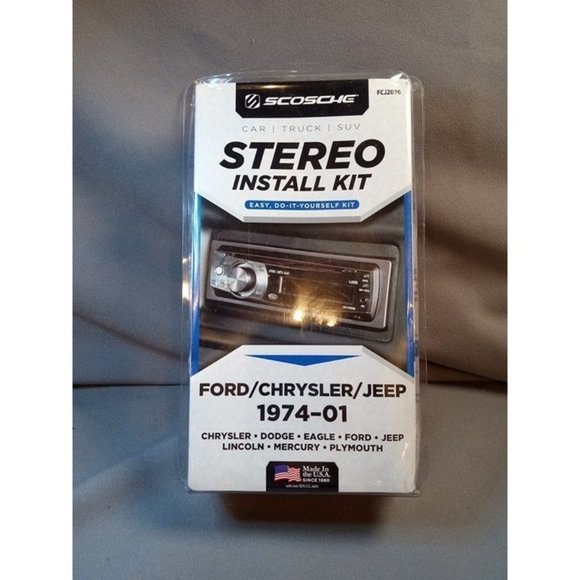 SCOSCHE
FCJ2076
CAR | TRUCK | SUV
STEREO
INSTALL KIT
EASY, DO-IT-YOURSELF KIT
USB
FORD/CHRYSLER/JEEP
1974-01
CHRYSLER • DODGE • EAGLE • FORD • JEEP
LINCOLN • MERCURY • PLYMOUTH
Made In
the U.S.A.
SINCE 1980